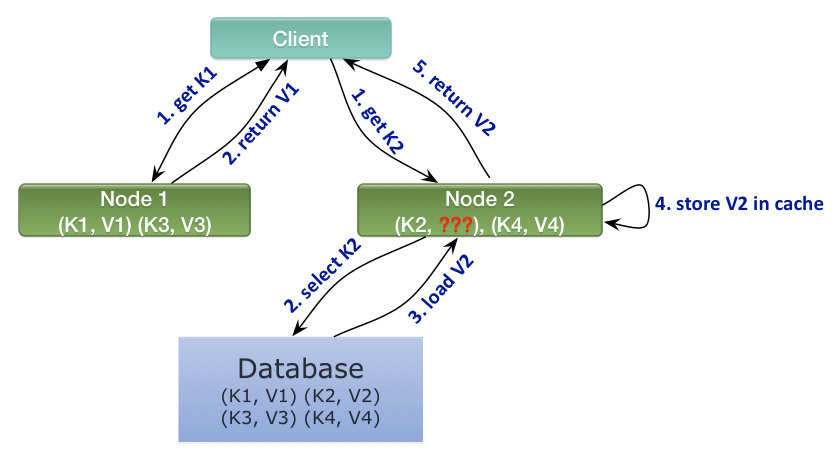 Client
1. get K1
2. return V1
1. get K2
5. return V2
Node 1
(K1, V1) (K3, V3)
Node 2
(K2, ???), (K4, V4)
4. store V2 in cache
2. select K2
3. load V2
Database
(K1, V1) (K2, V2)
(K3, V3) (K4, V4)